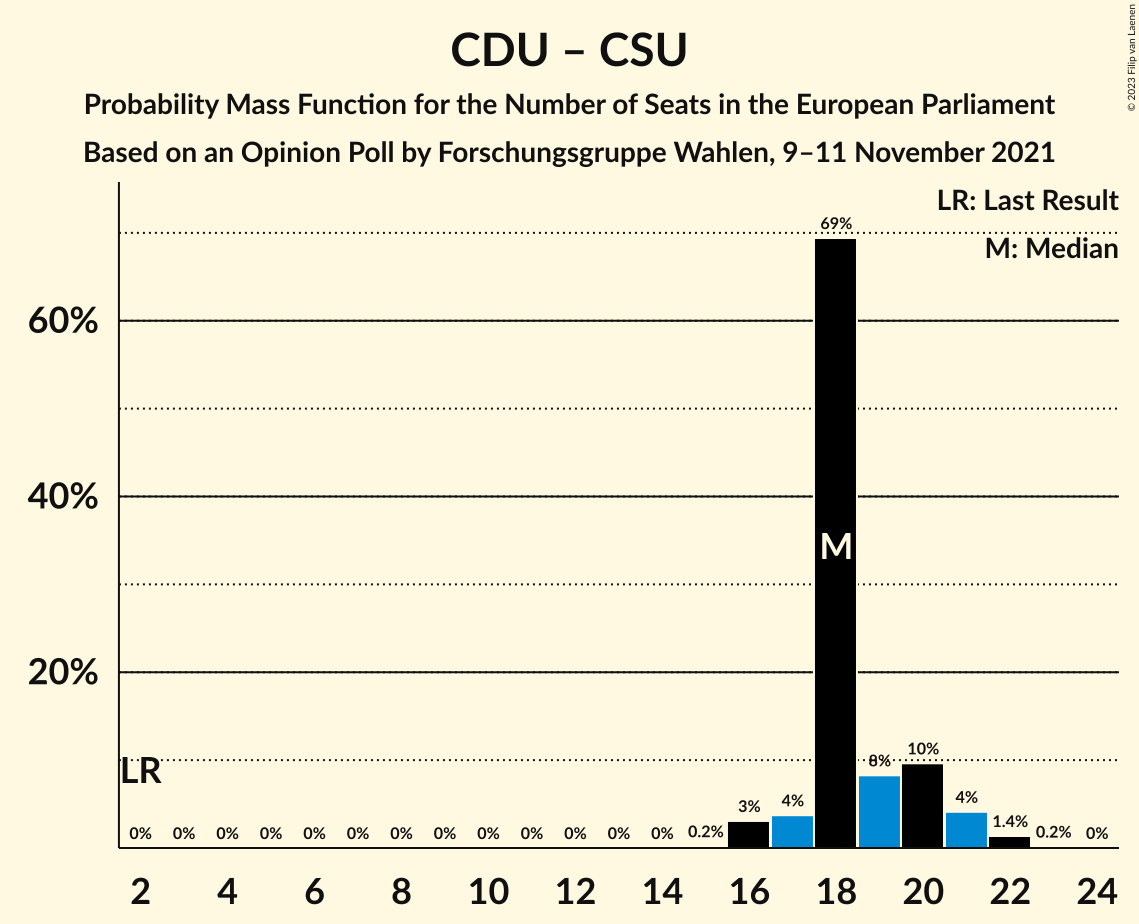 CDU – CSU
Probability Mass Function for the Number of Seats in the European Parliament
Based on an Opinion Poll by Forschungsgruppe Wahlen, 9–11 November 2021
© 2023 Filip van Laenen
LR: Last Result
M: Median
69%
60%
40%
M
20%
LR
0% 0% 0% 0% 0% 0% 0% 0% 0% 0% 0% 0% 0% 0.2% 3% 4% 8% 10% 4% 1.4% 0.2% 0%
2 4 6 8 10 12 14 16 18 20 22 24